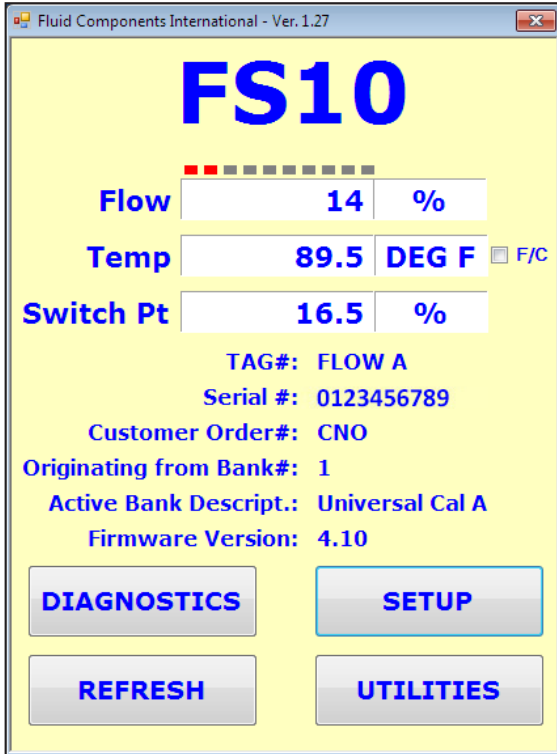 Fluid Components International - Ver. 1.27
FS10
Flow 14 %
Temp 89.5 DEG F F/C
Switch Pt 16.5 %
TAG#: FLOW A
Serial #: 0123456789
Customer Order#: CNO
Originating from Bank#: 1
Active Bank Descript.: Universal Cal A
Firmware Version: 4.10
DIAGNOSTICS SETUP
REFRESH UTILITIES